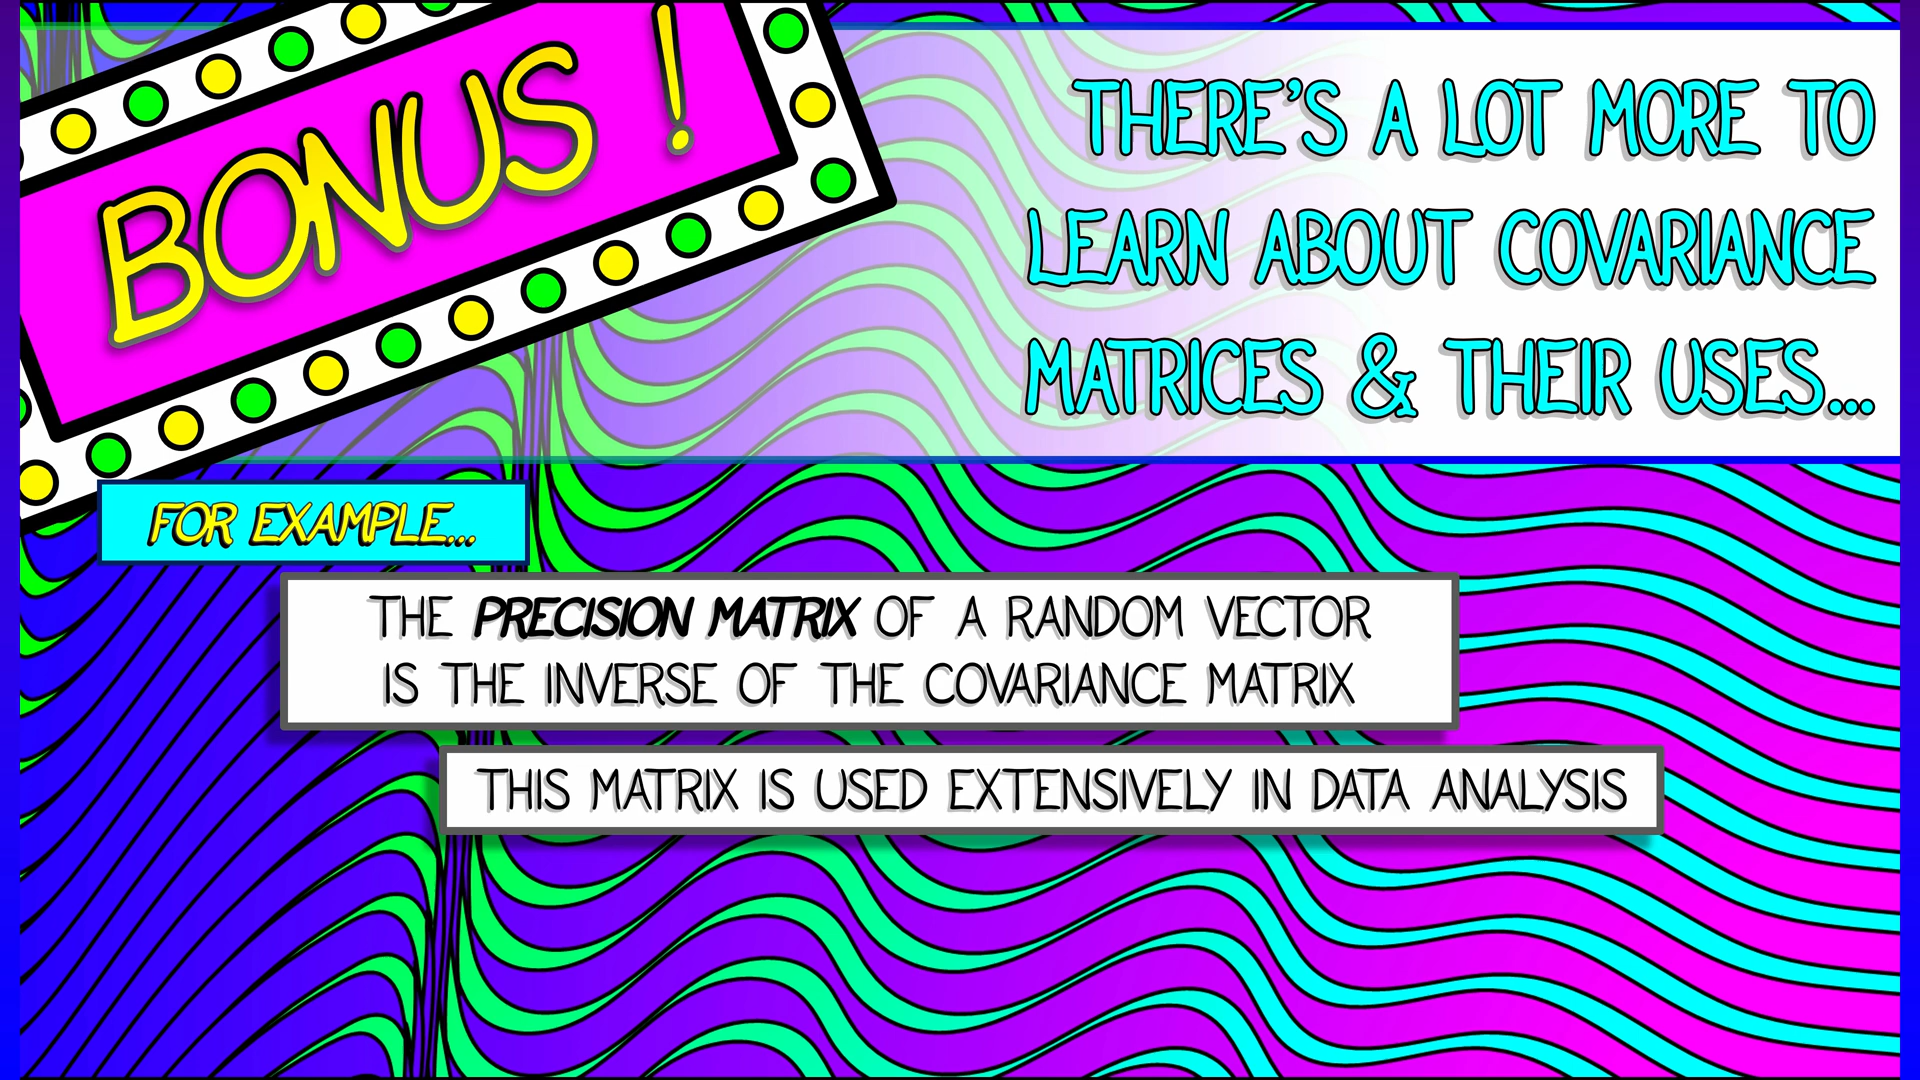 BONUS!
THERE'S A LOT MORE TO
LEARN ABOUT COVARIANCE
MATRICES & THEIR USES...
FOR EXAMPLE...
THE PRECISION MATRIX OF A RANDOM VECTOR
IS THE INVERSE OF THE COVARIANCE MATRIX
THIS MATRIX IS USED EXTENSIVELY IN DATA ANALYSIS